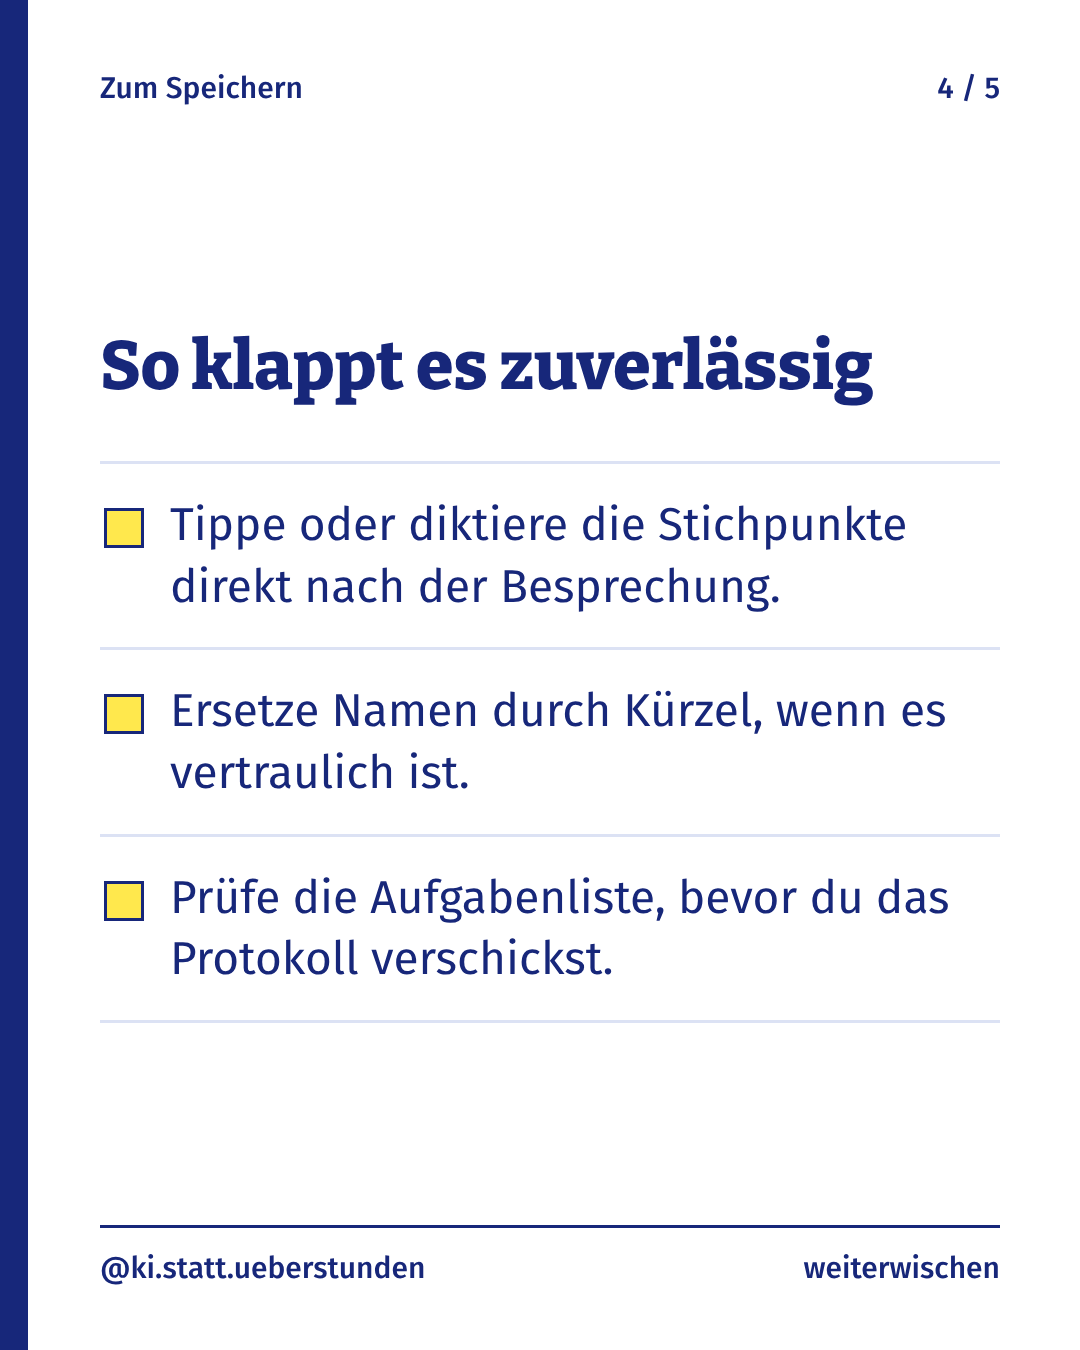 Zum Speichern
4 / 5
So klappt es zuverlässig
Tippe oder diktiere die Stichpunkte
direkt nach der Besprechung.
Ersetze Namen durch Kürzel, wenn es
vertraulich ist.
Prüfe die Aufgabenliste, bevor du das
Protokoll verschickst.
@ki.statt.ueberstunden
weiterwischen